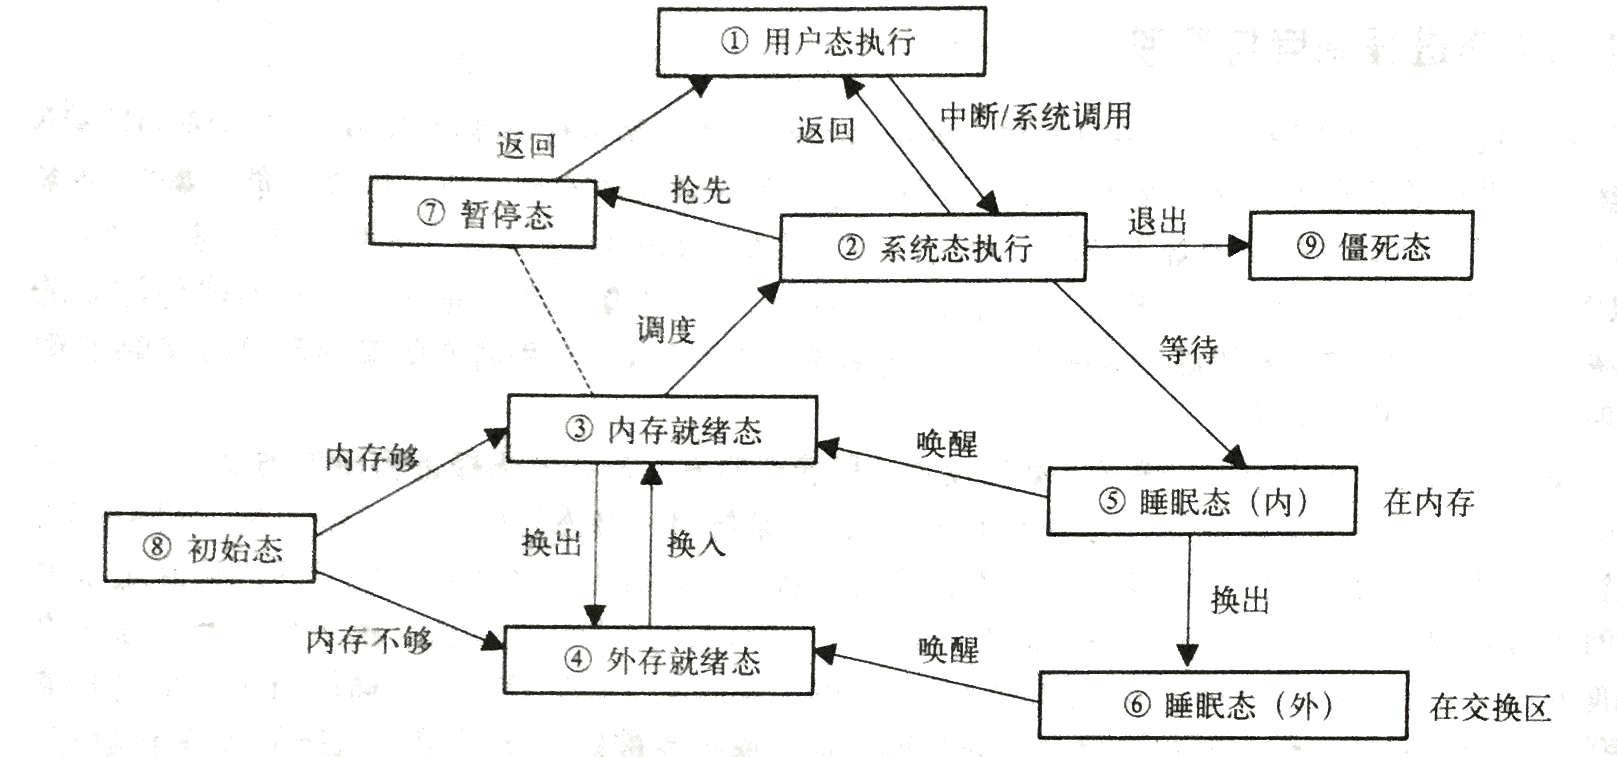 ① 用户态执行
中断/系统调用
返回
返回
⑦ 暂停态
抢先
② 系统态执行
退出
⑨ 僵死态
调度
等待
③ 内存就绪态
唤醒
内存够
⑤ 睡眠态（内）
在内存
⑧ 初始态
换出
换入
换出
内存不够
④ 外存就绪态
唤醒
⑥ 睡眠态（外）
在交换区